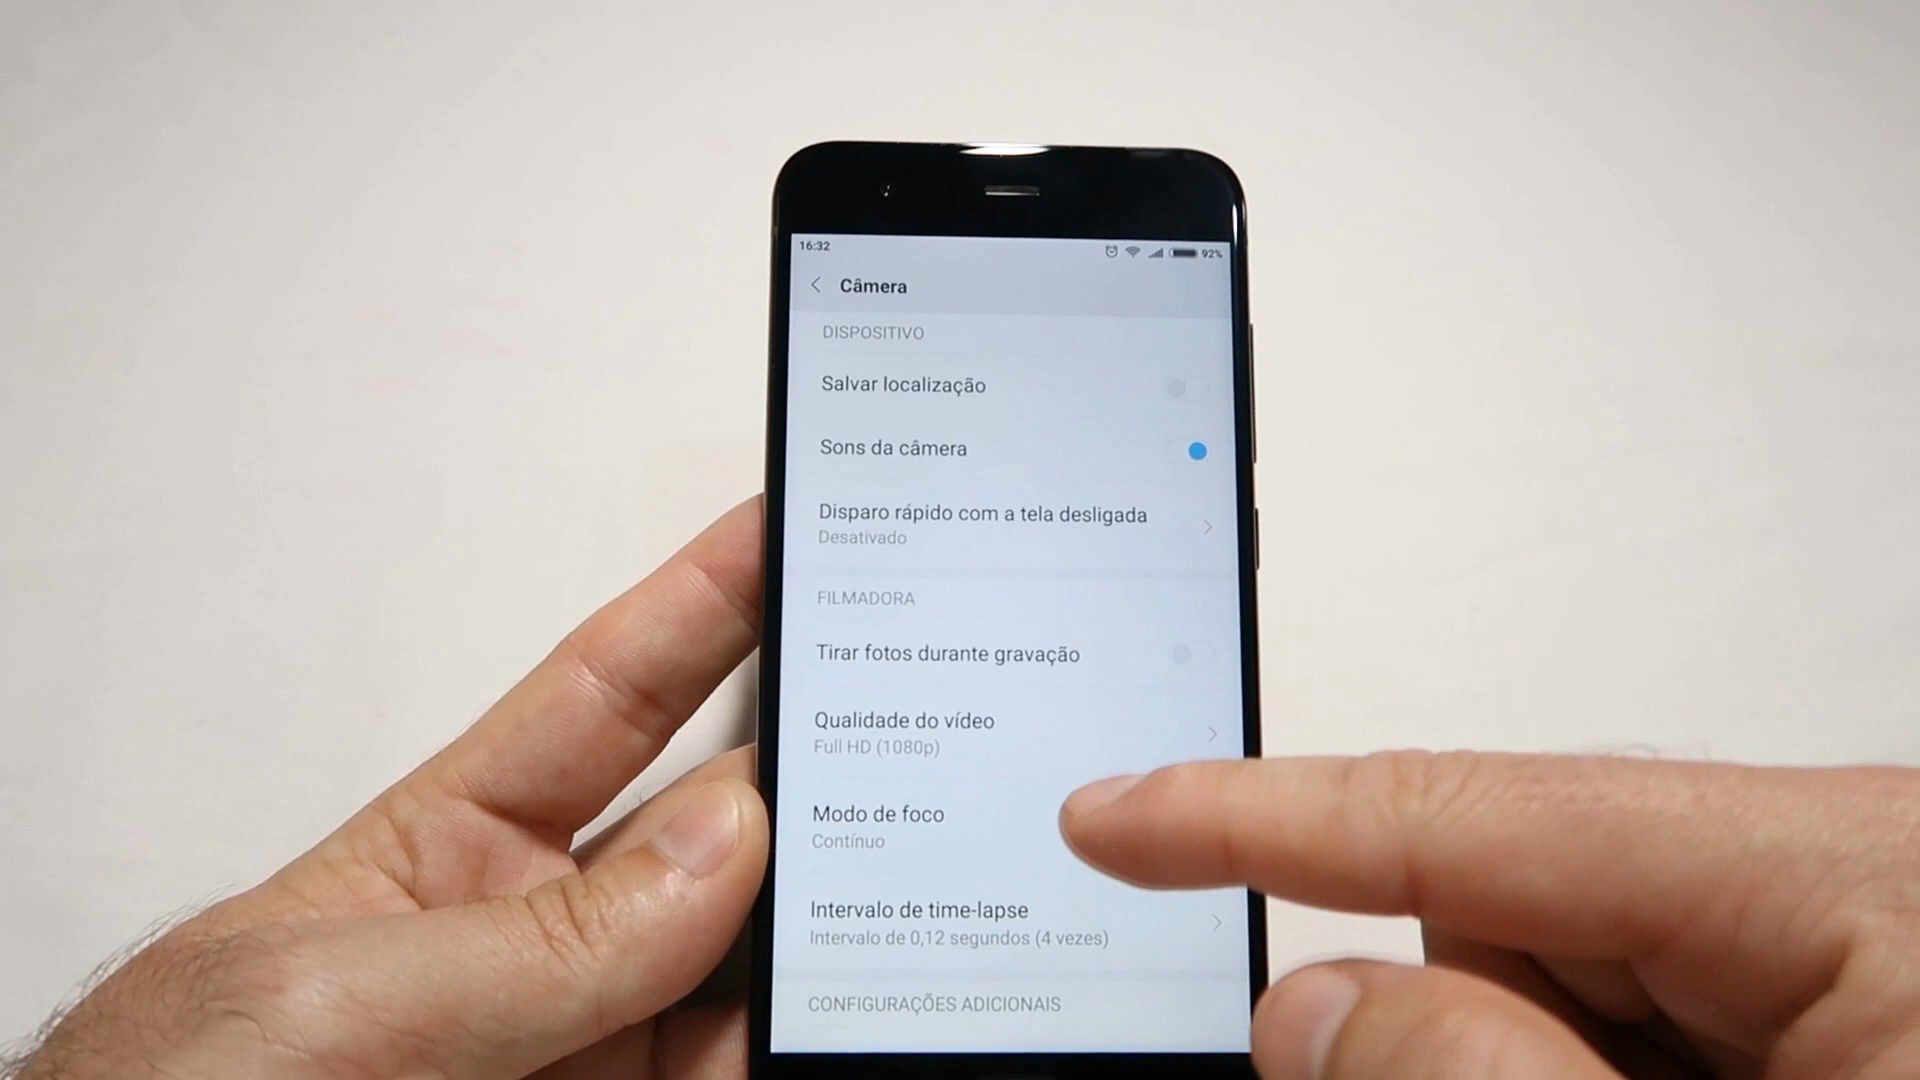 16:32
92%
Câmera
DISPOSITIVO
Salvar localização
Sons da câmera
Disparo rápido com a tela desligada
Desativado
FILMADORA
Tirar fotos durante gravação
Qualidade do vídeo
Full HD (1080p)
Modo de foco
Contínuo
Intervalo de time-lapse
Intervalo de 0,12 segundos (4 vezes)
CONFIGURAÇÕES ADICIONAIS